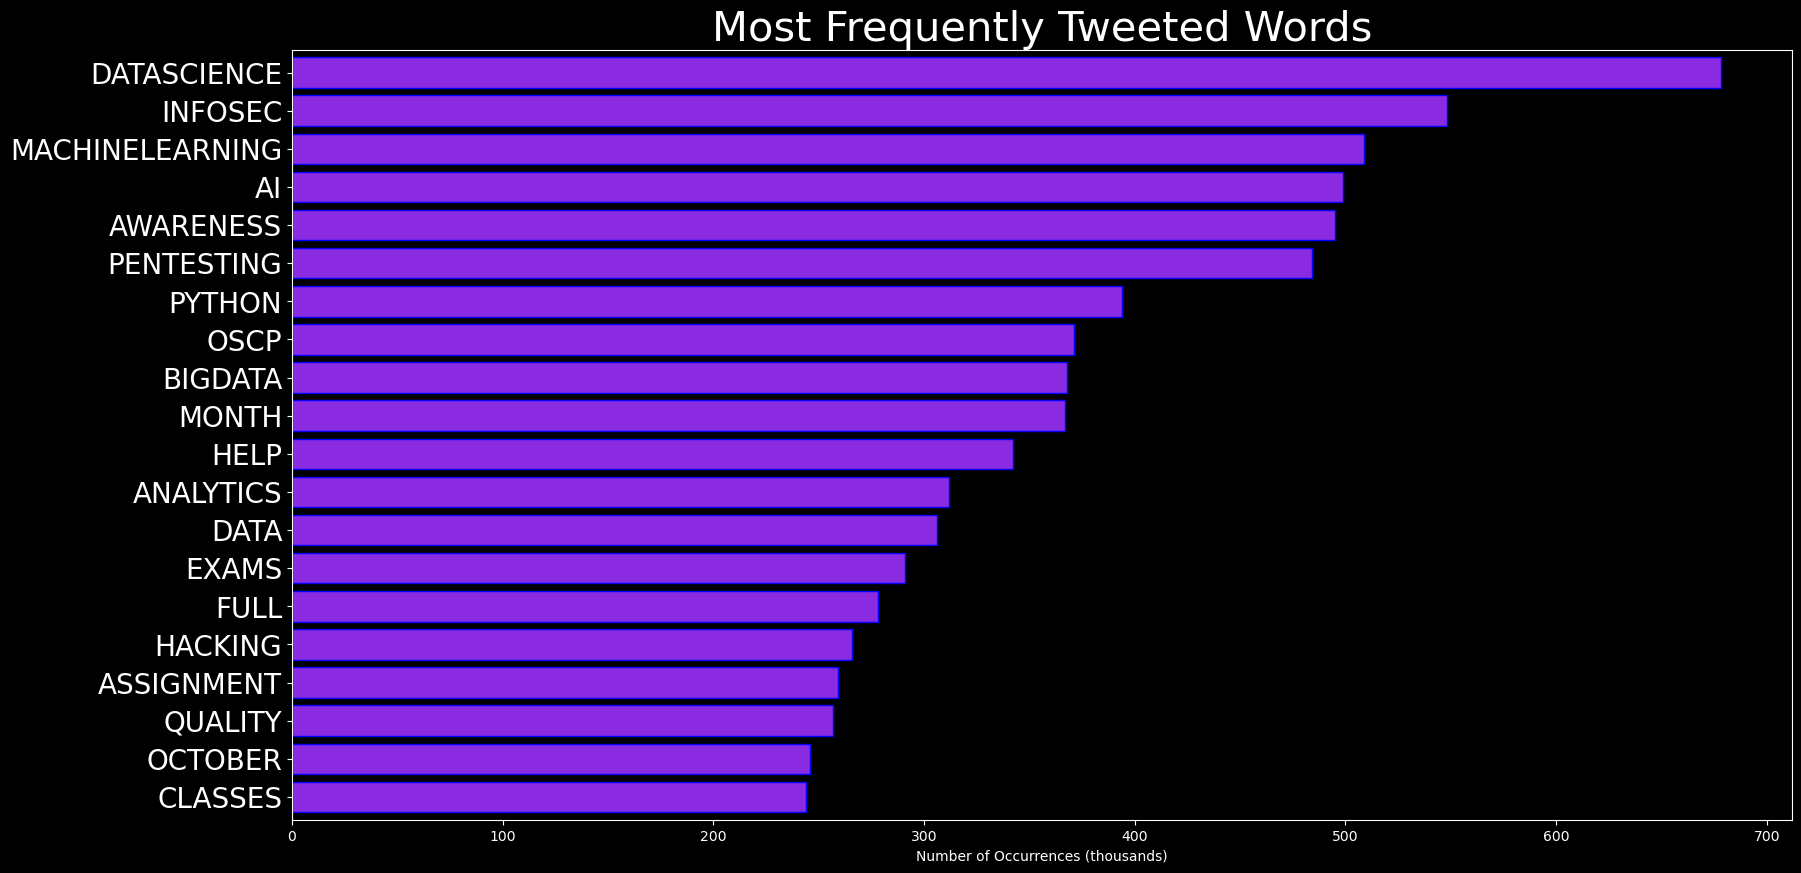 Most Frequently Tweeted Words
DATASCIENCE
INFOSEC
MACHINELEARNING
AI
AWARENESS
PENTESTING
PYTHON
OSCP
BIGDATA
MONTH
HELP
ANALYTICS
DATA
EXAMS
FULL
HACKING
ASSIGNMENT
QUALITY
OCTOBER
CLASSES
0 100 200 300 400 500 600 700
Number of Occurrences (thousands)